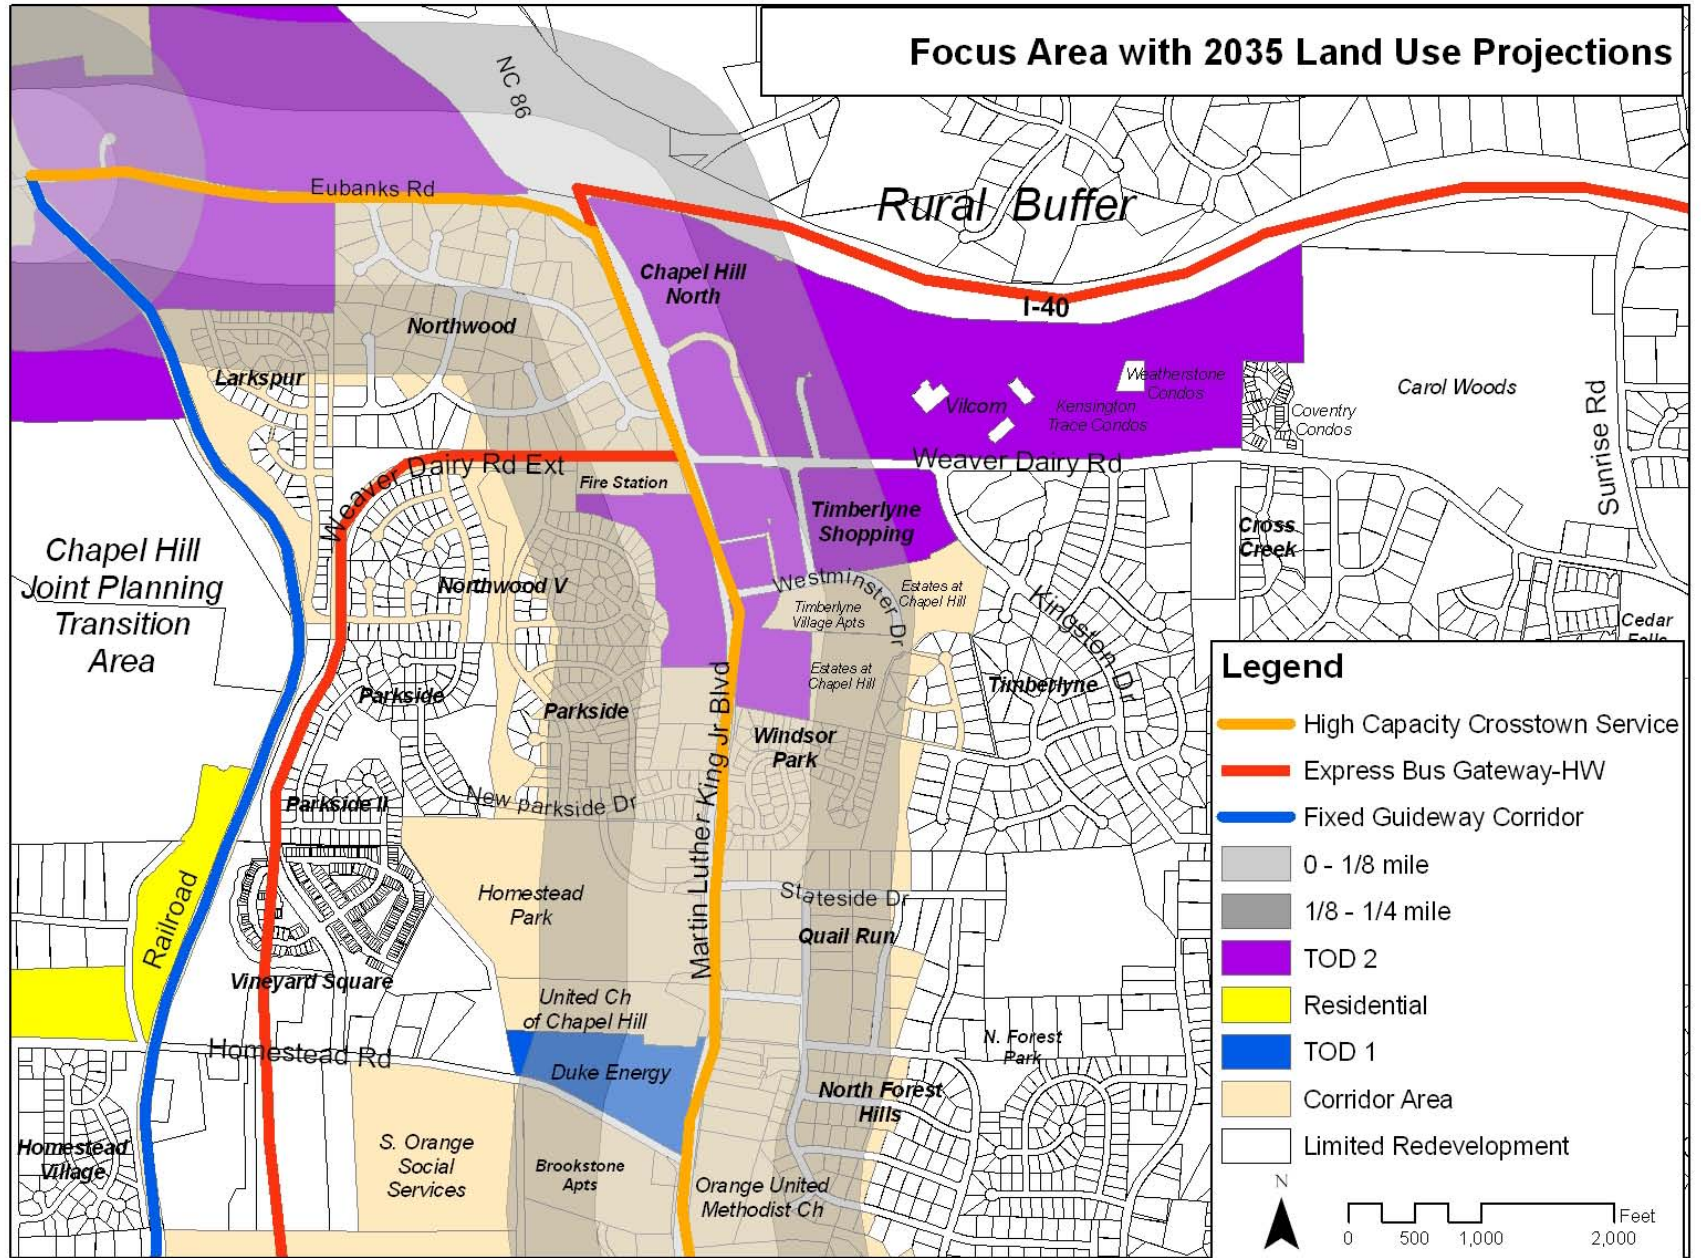 Focus Area with 2035 Land Use Projections
NC 86
Eubanks Rd
Rural Buffer
Chapel Hill
North
I-40
Northwood
Larkspur
Vilcom
Weatherstone
Condos
Kensington
Trace Condos
Coventry
Condos
Carol Woods
Sunrise Rd
Weaver Dairy Rd Ext
Weaver Dairy Rd
Fire Station
Timberlyne
Shopping
Cross
Creek
Chapel Hill
Joint Planning
Transition
Area
Northwood V
Westminster Dr
Timberlyne
Village Apts
Estates at
Chapel Hill
Kingston Dr
Cedar
Estates at
Chapel Hill
Timberlyne
Parkside
Parkside
Martin Luther King Jr Blvd
Windsor
Park
Parkside II
New parkside Dr
Homestead
Park
Stateside Dr
Quail Run
Railroad
Vineyard Square
United Ch
of Chapel Hill
Homestead Rd
Duke Energy
N. Forest
Park
North Forest
Hills
Homestead
Village
S. Orange
Social
Services
Brookstone
Apts
Orange United
Methodist Ch
Legend
High Capacity Crosstown Service
Express Bus Gateway-HW
Fixed Guideway Corridor
0 - 1/8 mile
1/8 - 1/4 mile
TOD 2
Residential
TOD 1
Corridor Area
Limited Redevelopment
N
Feet
0 500 1,000 2,000